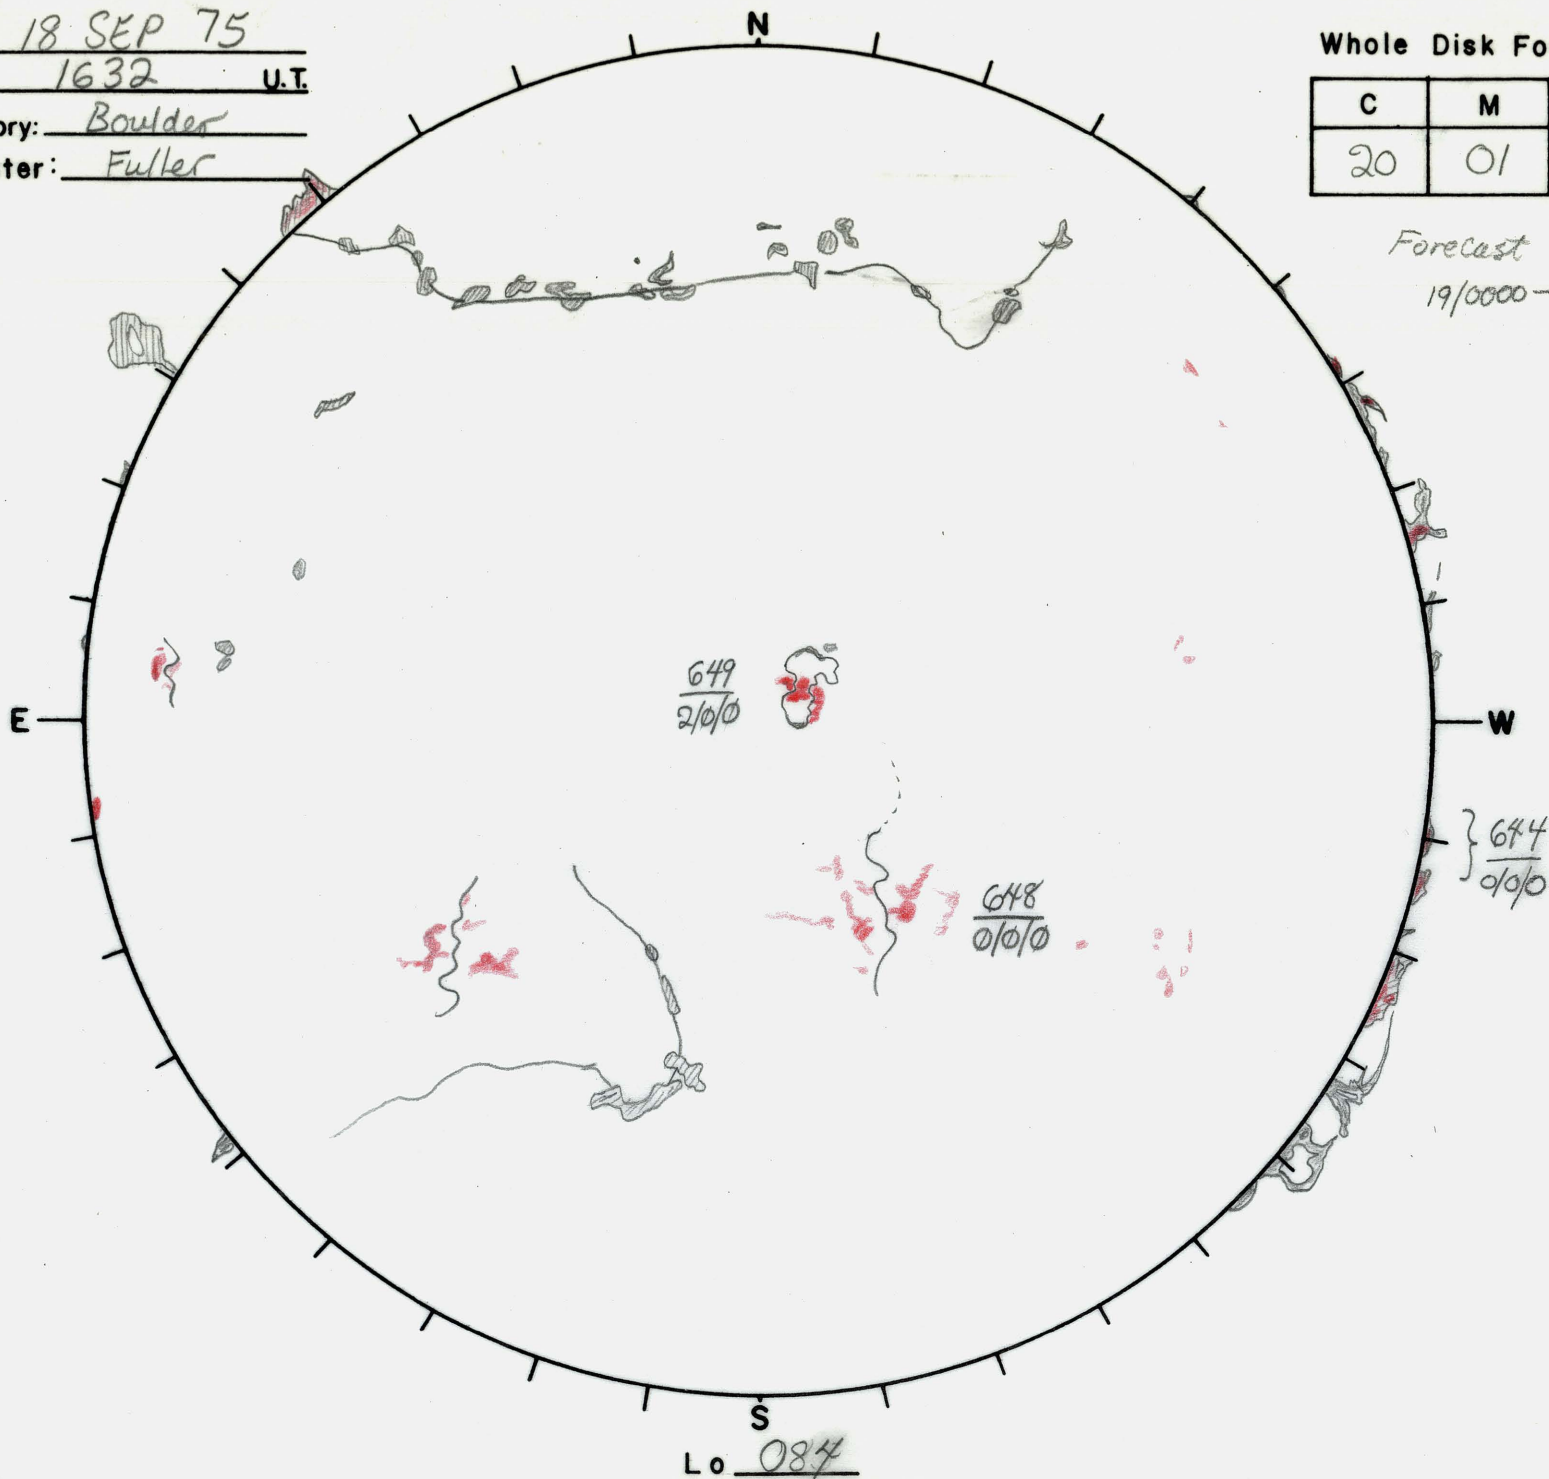 18 SEP 75
1632 U.T.
ory: Boulder
ter: Fuller
N
Whole Disk Fo
C M
20 01
Forecast
19/0000-
649
2/0/0
E
W
644
0/0/0
648
0/0/0
S
Lo 084